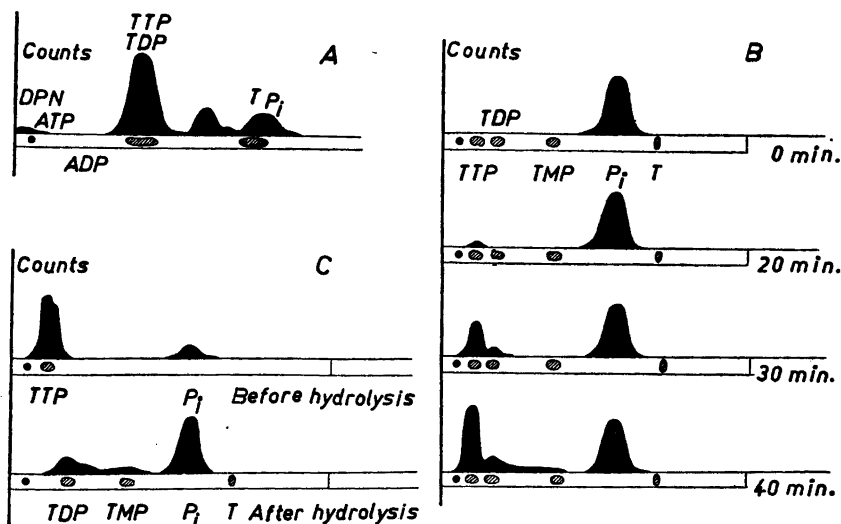 TTP
TDP
Counts
A
DPN
ATP
T Pi
ADP
Counts
B
TDP
0 min.
TTP TMP Pi T
20 min.
30 min.
40 min.
Counts
C
TTP Pi Before hydrolysis
TDP TMP Pi T After hydrolysis